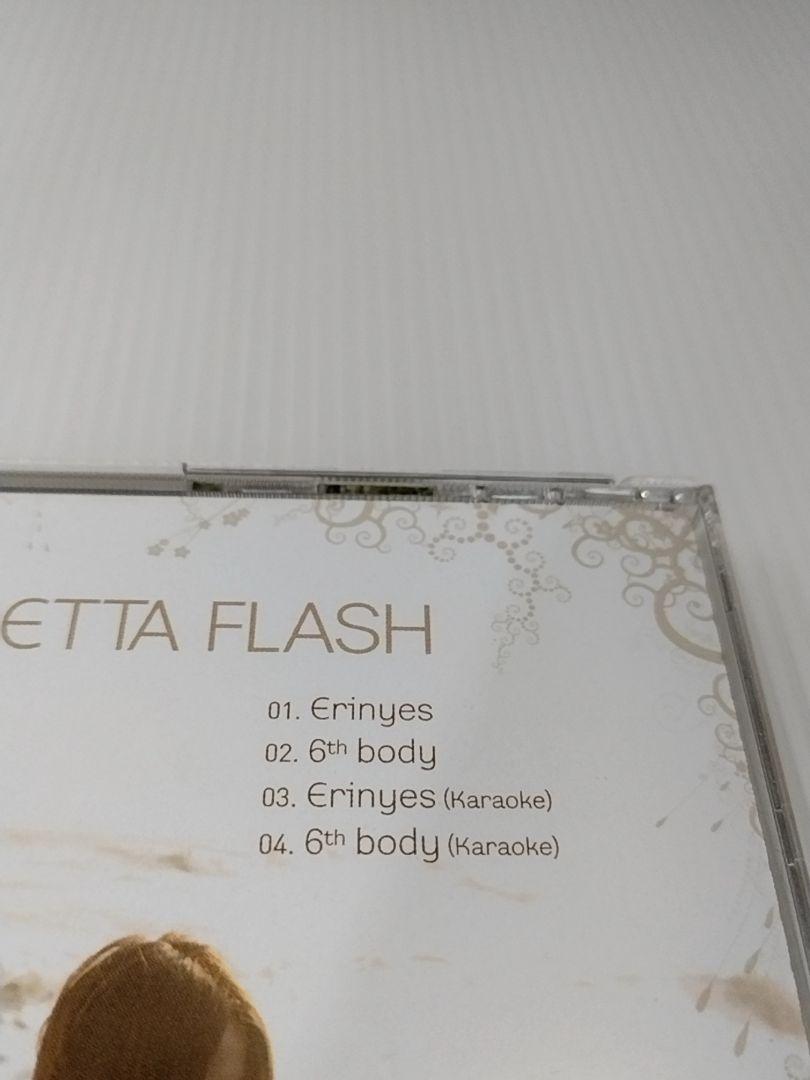 ETTA FLASH
01. Erinyes
02. 6th body
03. Erinyes (Karaoke)
04. 6th body (Karaoke)